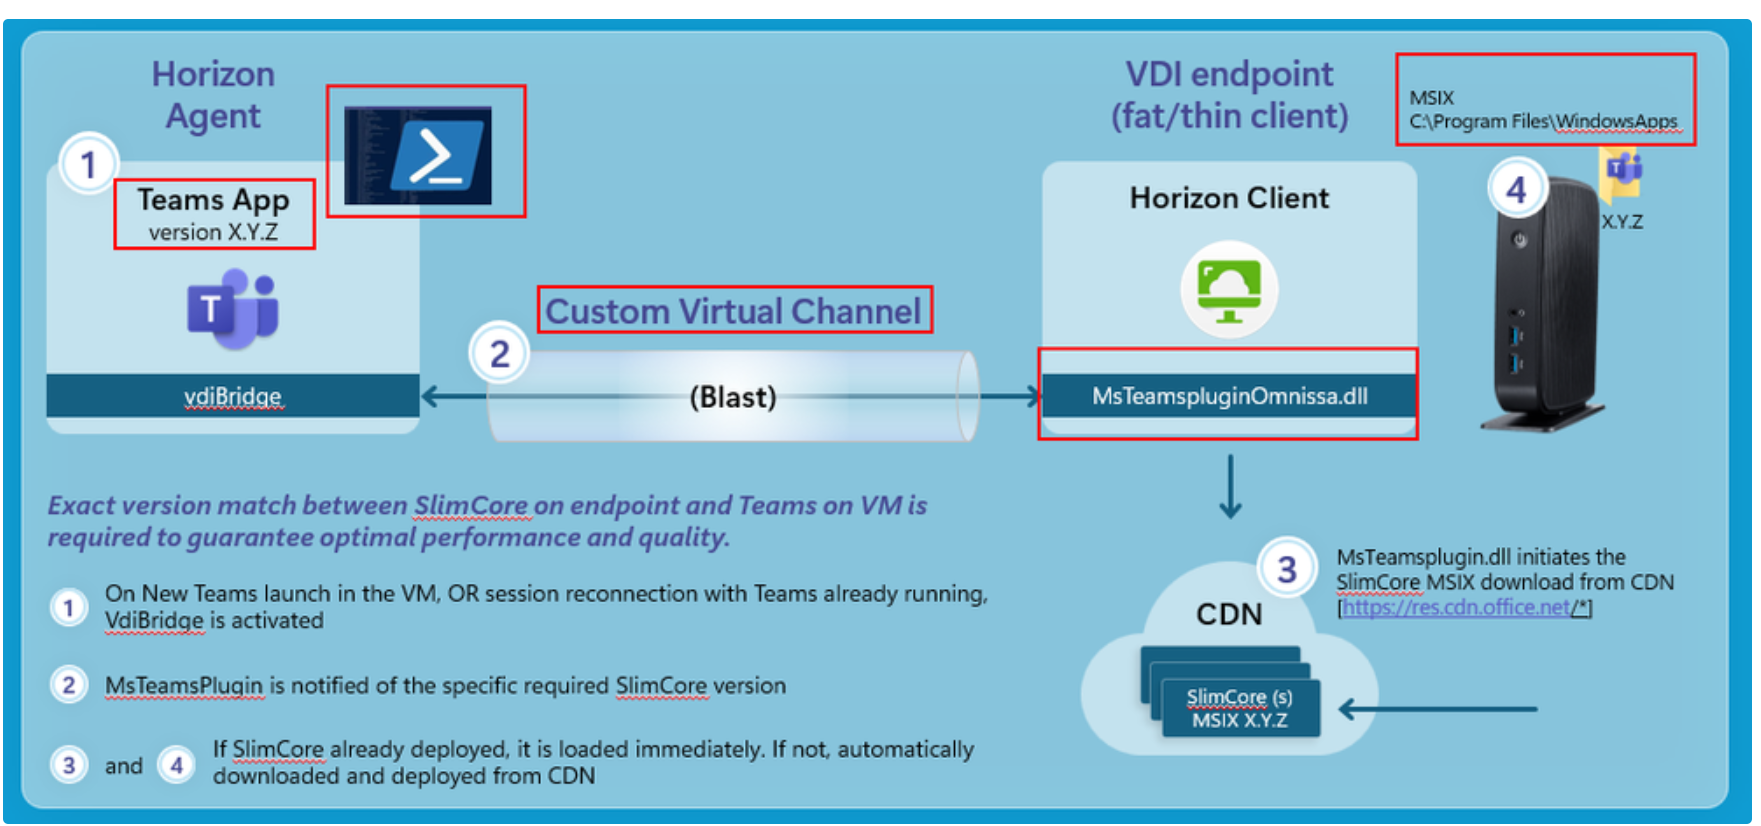 Horizon
Agent
1
Teams App
version X.Y.Z
T
vdiBridge
Custom Virtual Channel
2
(Blast)
VDI endpoint
(fat/thin client)
Horizon Client
MsTeamspluginOmnissa.dll
MSIX
C:\Program Files\WindowsApps
4
T
X.Y.Z
Exact version match between SlimCore on endpoint and Teams on VM is
required to guarantee optimal performance and quality.
1 On New Teams launch in the VM, OR session reconnection with Teams already running,
VdiBridge is activated
2 MsTeamsPlugin is notified of the specific required SlimCore version
3 and 4 If SlimCore already deployed, it is loaded immediately. If not, automatically
downloaded and deployed from CDN
3
MsTeamsplugin.dll initiates the
SlimCore MSIX download from CDN
[https://res.cdn.office.net/*]
CDN
SlimCore (s)
MSIX X.Y.Z